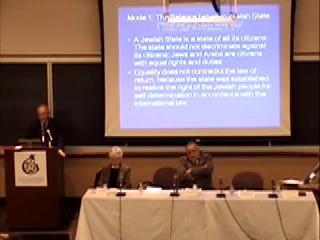 Mode 1: The Balance between Jewish State
• A Jewish State is a state of all its citizens:
The state should not discriminate against
its citizens; Jews and Arabs are citizens
with equal rights and duties
• Equality does not contradict the law of
return, because the state was established
to realize the right of the Jewish people for
self determination in accordance with the
international law